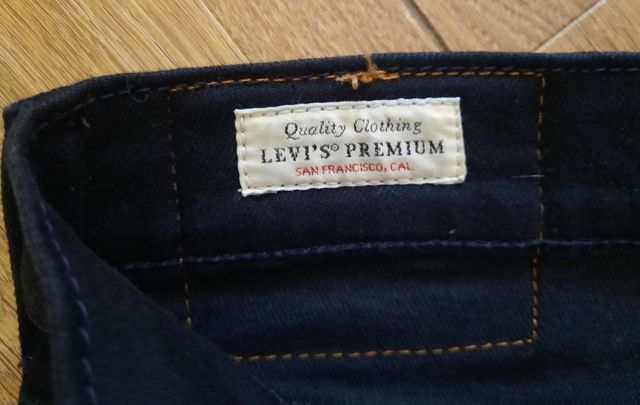 Quality Clothing
LEVI'S® PREMIUM
SAN FRANCISCO, CAL.